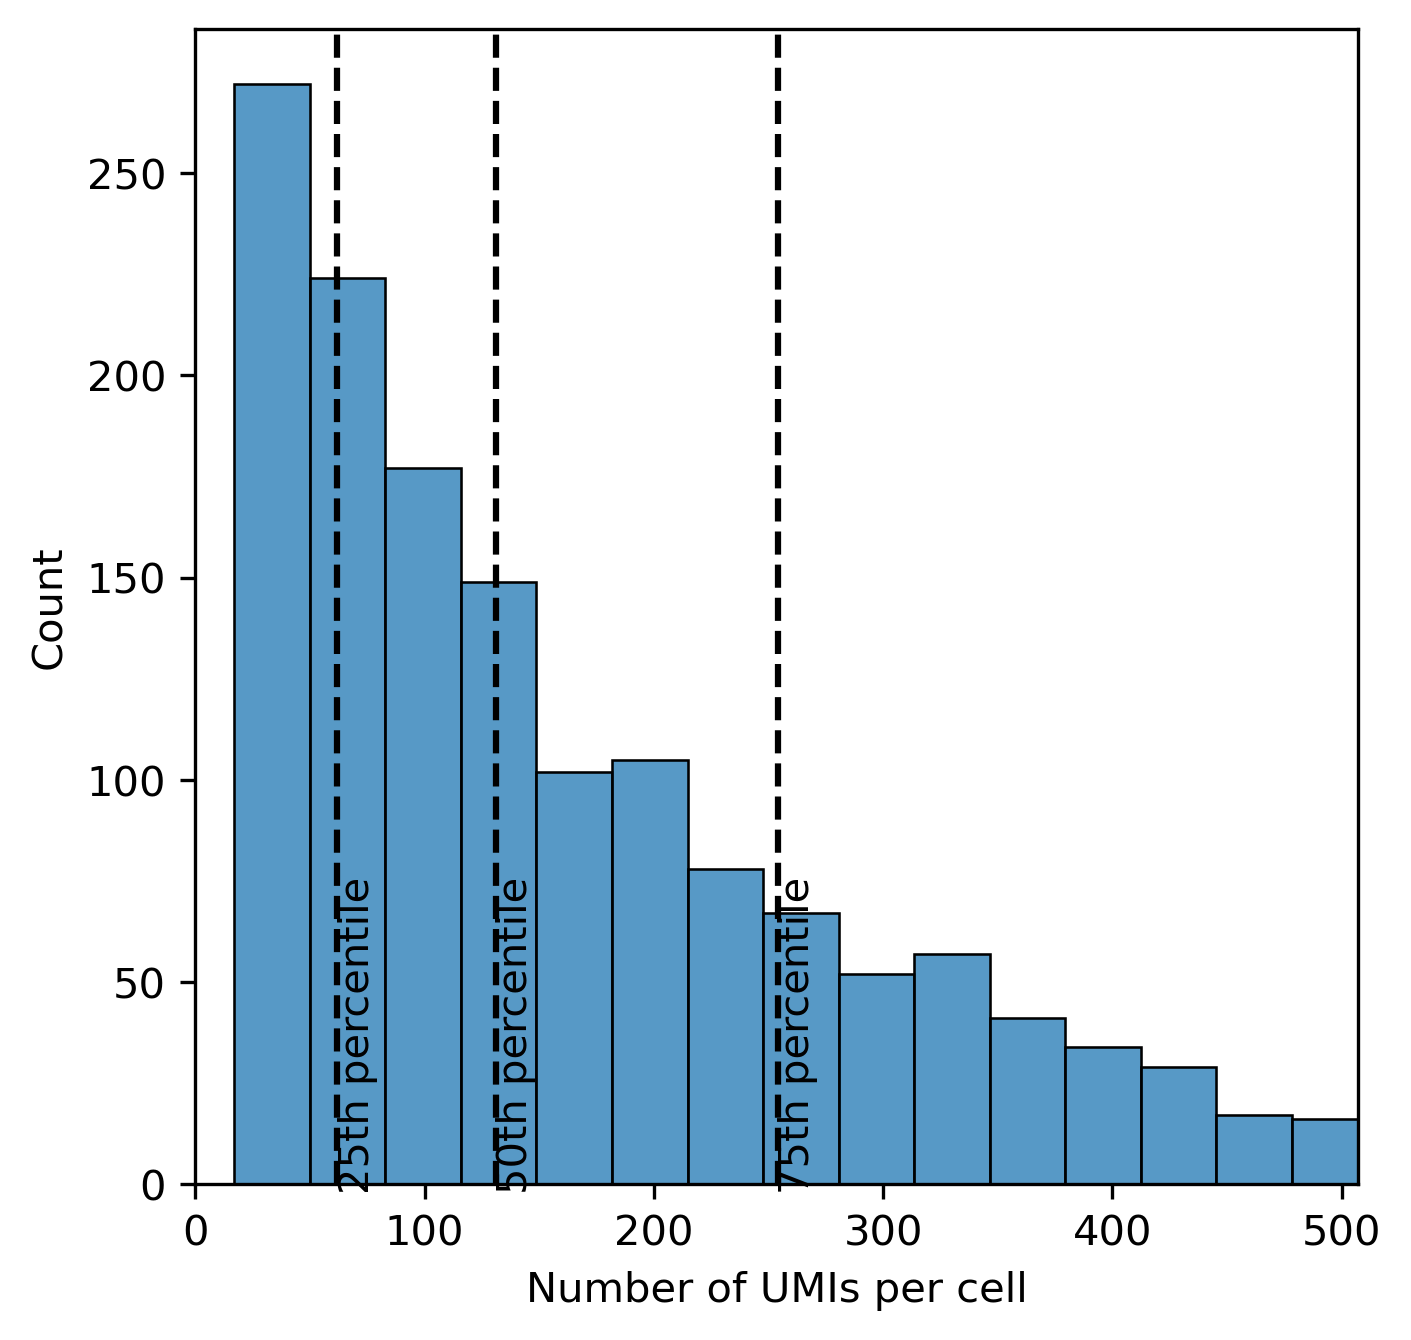 250
200
150
100
50
0
Count
25th percentile
50th percentile
75th percentile
0 100 200 300 400 500
Number of UMIs per cell